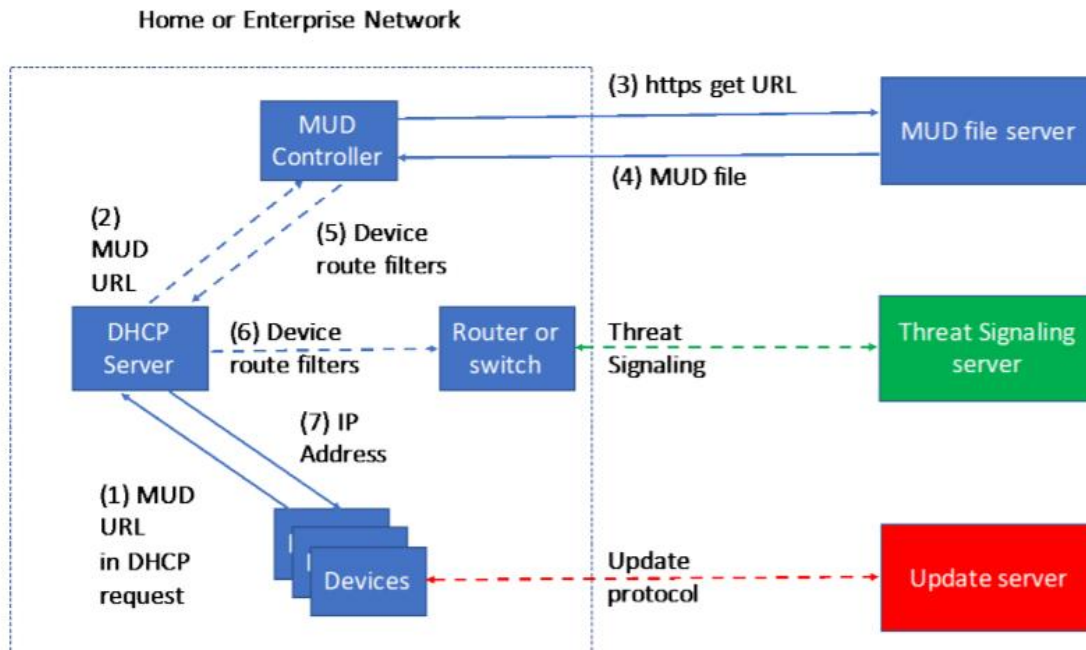 Home or Enterprise Network
(3) https get URL
MUD
Controller
MUD file server
(4) MUD file
(2)
MUD
URL
(5) Device
route filters
DHCP
Server
(6) Device
route filters
Router or
switch
Threat
Signaling
Threat Signaling
server
(7) IP
Address
(1) MUD
URL
in DHCP
request
Devices
Update
protocol
Update server